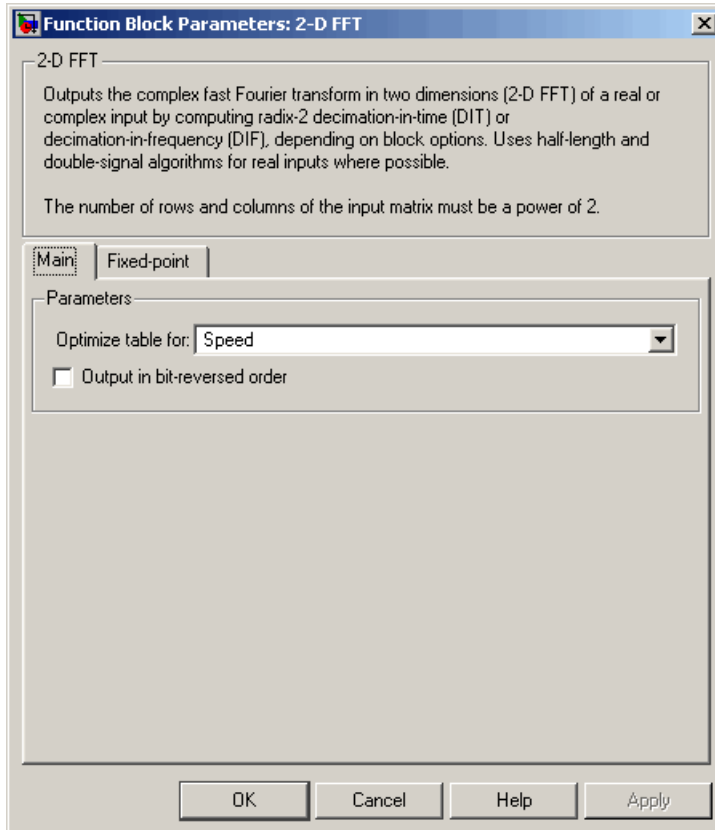 Function Block Parameters: 2-D FFT
2-D FFT
Outputs the complex fast Fourier transform in two dimensions (2-D FFT) of a real or
complex input by computing radix-2 decimation-in-time (DIT) or
decimation-in-frequency (DIF), depending on block options. Uses half-length and
double-signal algorithms for real inputs where possible.
The number of rows and columns of the input matrix must be a power of 2.
Main Fixed-point
Parameters
Optimize table for: Speed
Output in bit-reversed order
OK Cancel Help Apply